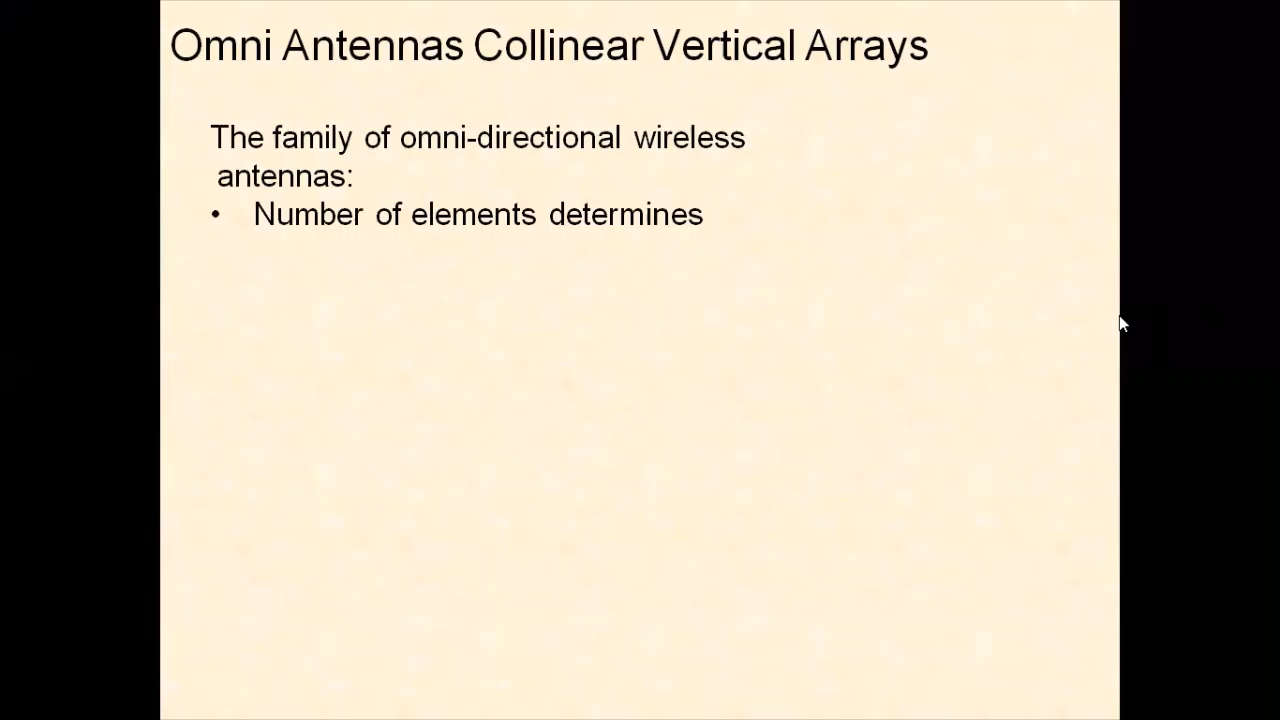 Omni Antennas Collinear Vertical Arrays
The family of omni-directional wireless
antennas:
• Number of elements determines